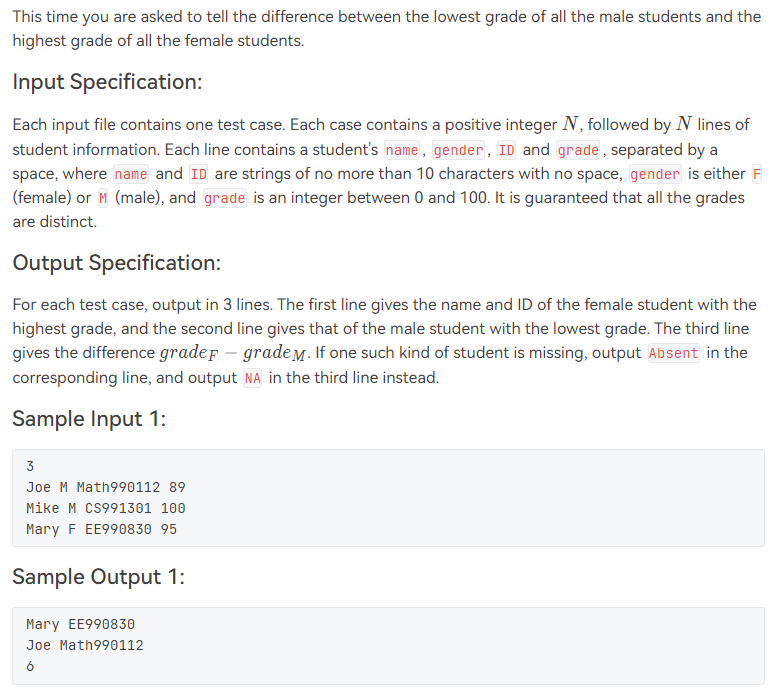 This time you are asked to tell the difference between the lowest grade of all the male students and the
highest grade of all the female students.
Input Specification:
Each input file contains one test case. Each case contains a positive integer N, followed by N lines of
student information. Each line contains a student's name, gender, ID and grade, separated by a
space, where name and ID are strings of no more than 10 characters with no space, gender is either F
(female) or M (male), and grade is an integer between 0 and 100. It is guaranteed that all the grades
are distinct.
Output Specification:
For each test case, output in 3 lines. The first line gives the name and ID of the female student with the
highest grade, and the second line gives that of the male student with the lowest grade. The third line
gives the difference grade_F − grade_M. If one such kind of student is missing, output Absent in the
corresponding line, and output NA in the third line instead.
Sample Input 1:
3
Joe M Math990112 89
Mike M CS991301 100
Mary F EE990830 95
Sample Output 1:
Mary EE990830
Joe Math990112
6